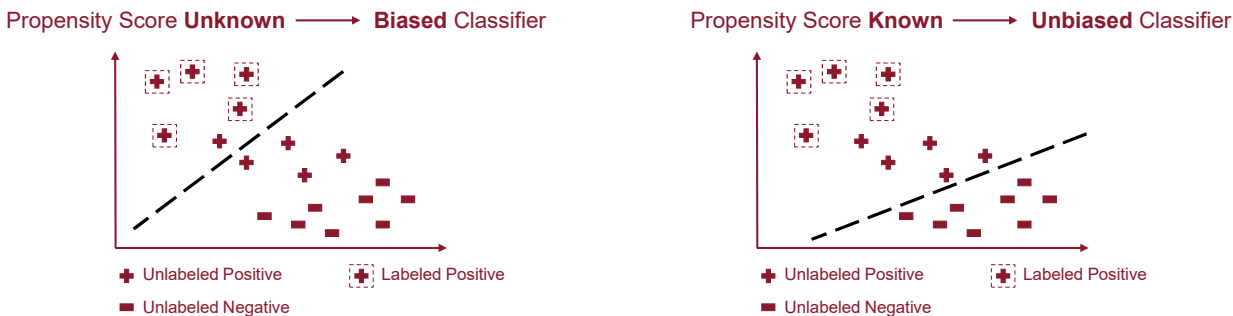 Propensity Score Unknown → Biased Classifier
Unlabeled Positive
Labeled Positive
Unlabeled Negative
Propensity Score Known → Unbiased Classifier
Unlabeled Positive
Labeled Positive
Unlabeled Negative